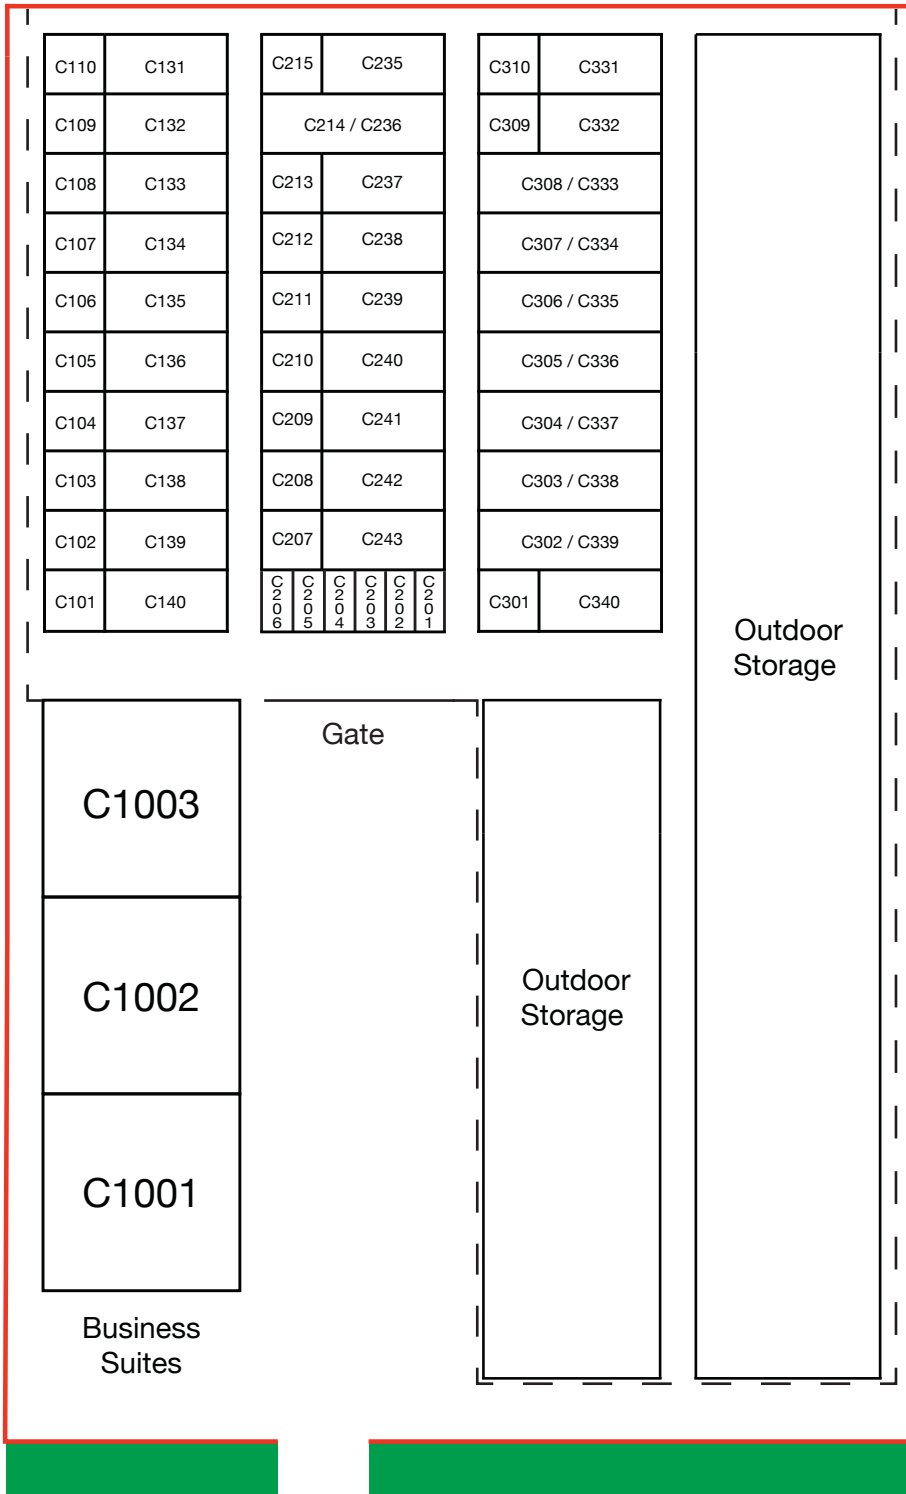 C110 C131
C109 C132
C108 C133
C107 C134
C106 C135
C105 C136
C104 C137
C103 C138
C102 C139
C101 C140
C215 C235
C214 / C236
C213 C237
C212 C238
C211 C239
C210 C240
C209 C241
C208 C242
C207 C243
C206 C205 C204 C203 C202 C201
C310 C331
C309 C332
C308 / C333
C307 / C334
C306 / C335
C305 / C336
C304 / C337
C303 / C338
C302 / C339
C301 C340
Outdoor
Storage
Gate
C1003
C1002
C1001
Business
Suites
Outdoor
Storage